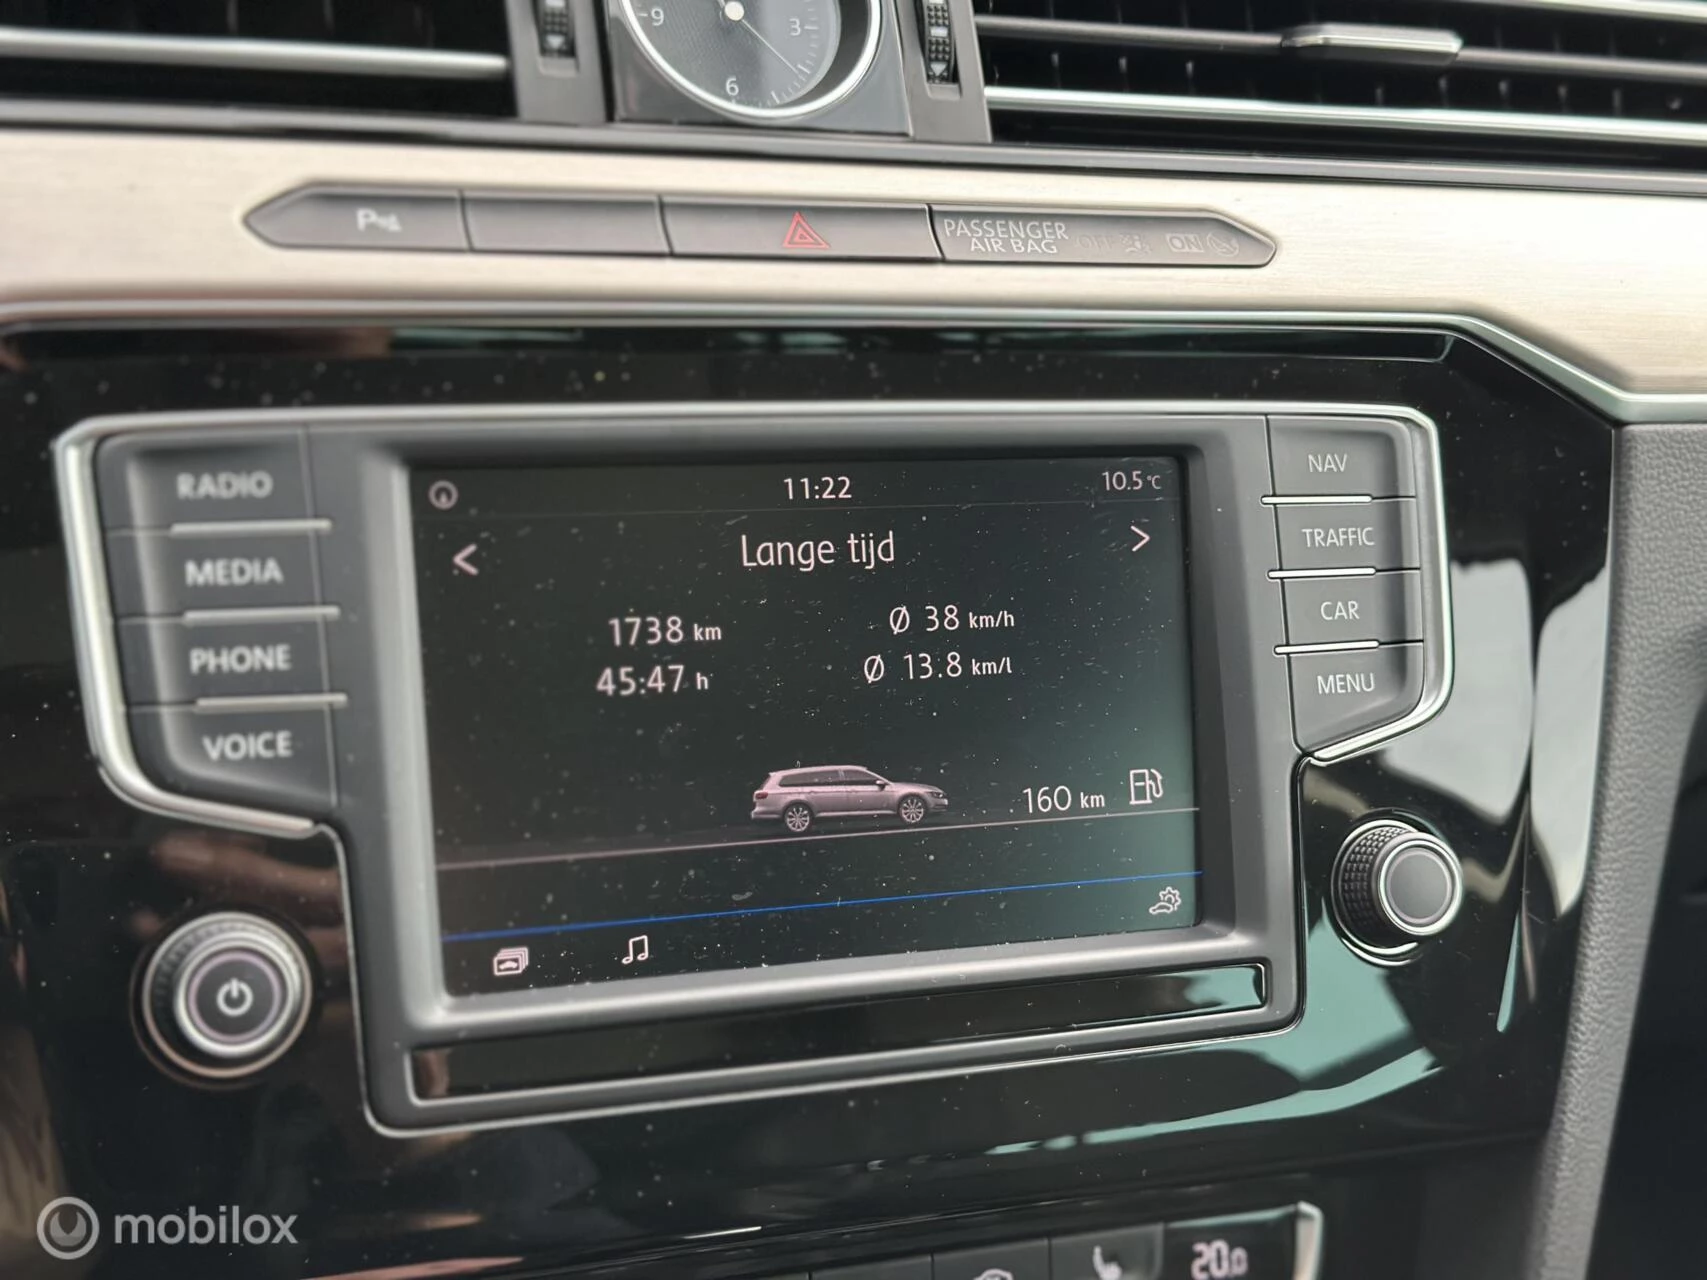 9
3
6
P
PASSENGER
AIR BAG
OFF
ON
RADIO
MEDIA
PHONE
VOICE
11:22
10.5 °C
<
Lange tijd
>
1738 km
Ø 38 km/h
45:47 h
Ø 13.8 km/l
160 km
NAV
TRAFFIC
CAR
MENU
20.0
mobilox